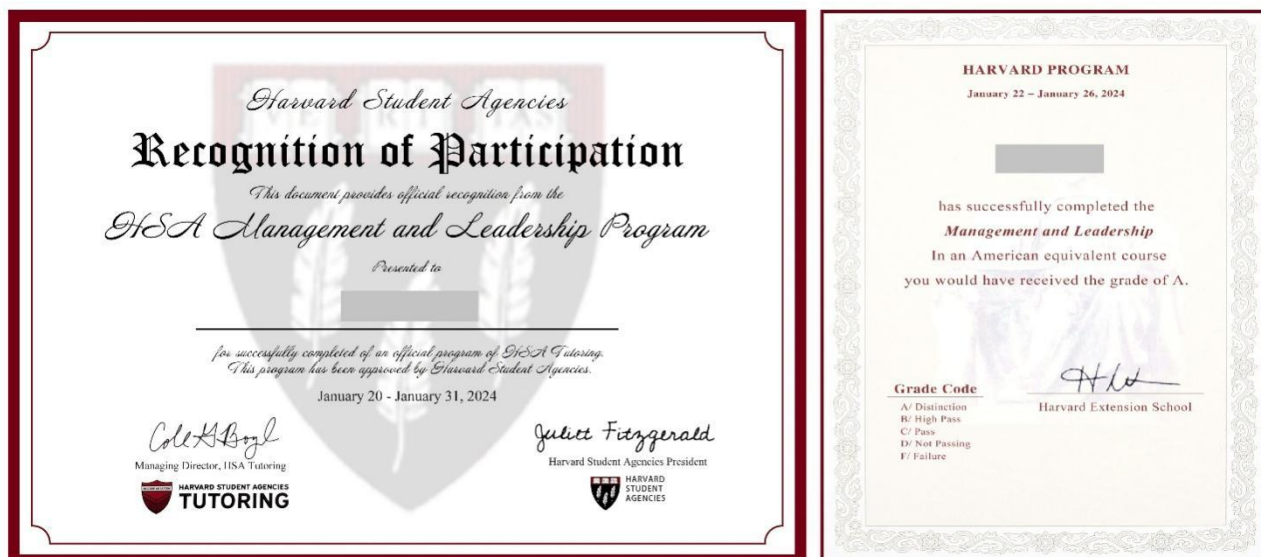 VE RI TAS
Harvard Student Agencies
Recognition of Participation
This document provides official recognition from the
HSA Management and Leadership Program
Presented to
for successfully completed of an official program of HSA Tutoring.
This program has been approved by Harvard Student Agencies.
January 20 - January 31, 2024
Managing Director, HSA Tutoring
HARVARD STUDENT AGENCIES
TUTORING
Juliet Fitzgerald
Harvard Student Agencies President
HARVARD
STUDENT
AGENCIES
HARVARD PROGRAM
January 22 – January 26, 2024
has successfully completed the
Management and Leadership
In an American equivalent course
you would have received the grade of A.
Grade Code
A/ Distinction
B/ High Pass
C/ Pass
D/ Not Passing
F/ Failure
Harvard Extension School